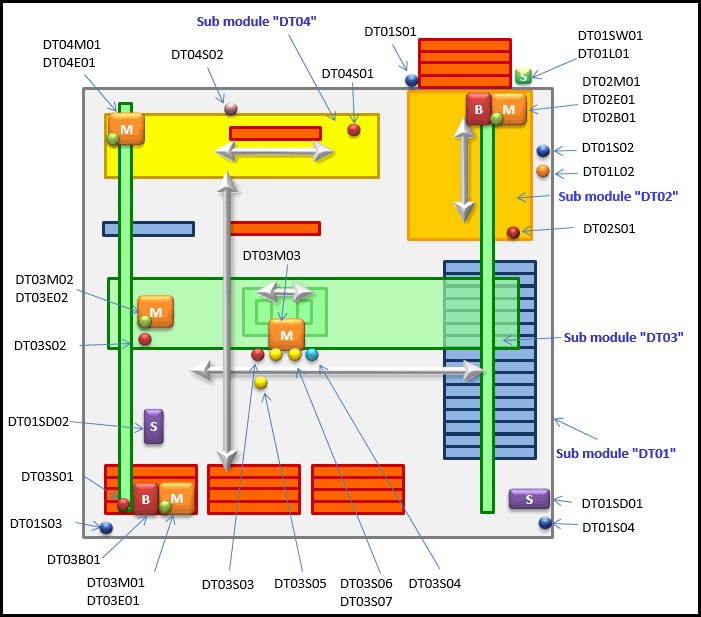 Sub module "DT04"
DT01S01
DT01SW01
DT01L01
DT04M01
DT04E01
DT04S02
DT04S01
S
DT02M01
DT02E01
DT02B01
M
B
M
DT01S02
DT01L02
Sub module "DT02"
DT02S01
DT03M03
DT03M02
DT03E02
M
M
DT03S02
Sub module "DT03"
DT01SD02
S
Sub module "DT01"
DT03S01
B
M
S
DT01SD01
DT01S03
DT01S04
DT03B01
DT03M01
DT03E01
DT03S03
DT03S05
DT03S06
DT03S07
DT03S04